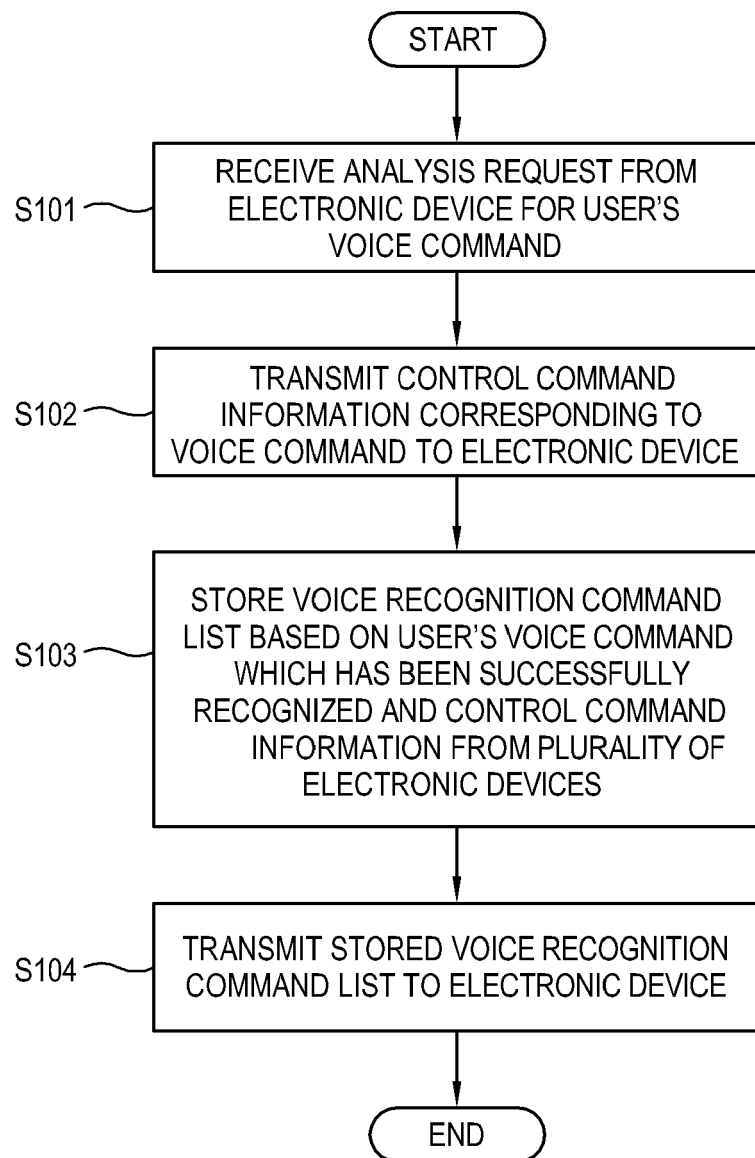 START
S101
RECEIVE ANALYSIS REQUEST FROM
ELECTRONIC DEVICE FOR USER'S
VOICE COMMAND
S102
TRANSMIT CONTROL COMMAND
INFORMATION CORRESPONDING TO
VOICE COMMAND TO ELECTRONIC DEVICE
S103
STORE VOICE RECOGNITION COMMAND
LIST BASED ON USER'S VOICE COMMAND
WHICH HAS BEEN SUCCESSFULLY
RECOGNIZED AND CONTROL COMMAND
INFORMATION FROM PLURALITY OF
ELECTRONIC DEVICES
S104
TRANSMIT STORED VOICE RECOGNITION
COMMAND LIST TO ELECTRONIC DEVICE
END